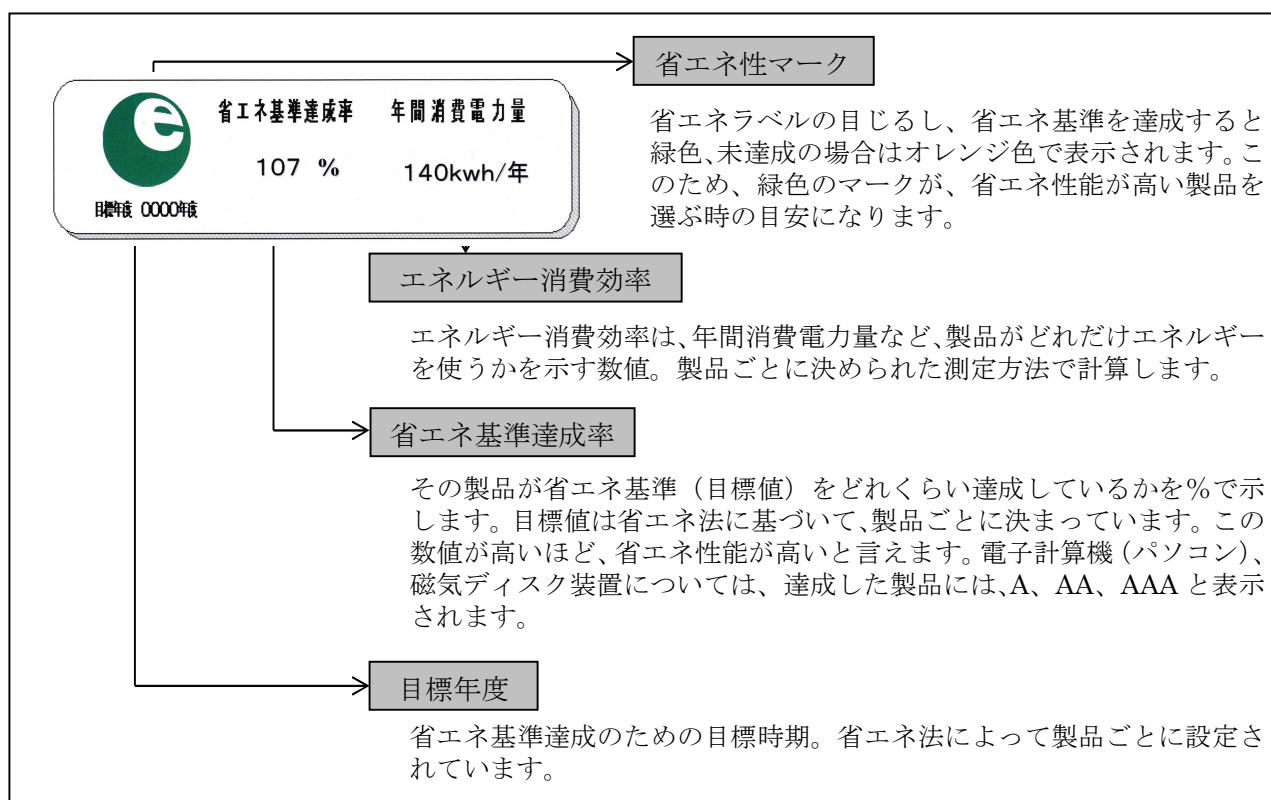 省エネ性マーク
省エネ基準達成率 年間消費電力量
107 % 140kwh/年
目標年度 0000年度
省エネラベルの目じるし、省エネ基準を達成すると
緑色、未達成の場合はオレンジ色で表示されます。こ
のため、緑色のマークが、省エネ性能が高い製品を
選ぶ時の目安になります。
エネルギー消費効率
エネルギー消費効率は、年間消費電力量など、製品がどれだけエネルギー
を使うかを示す数値。製品ごとに決められた測定方法で計算します。
省エネ基準達成率
その製品が省エネ基準（目標値）をどれくらい達成しているかを％で示
します。目標値は省エネ法に基づいて、製品ごとに決まっています。この
数値が高いほど、省エネ性能が高いと言えます。電子計算機（パソコン）、
磁気ディスク装置については、達成した製品には、A、AA、AAA と表示
されます。
目標年度
省エネ基準達成のための目標時期。省エネ法によって製品ごとに設定さ
れています。